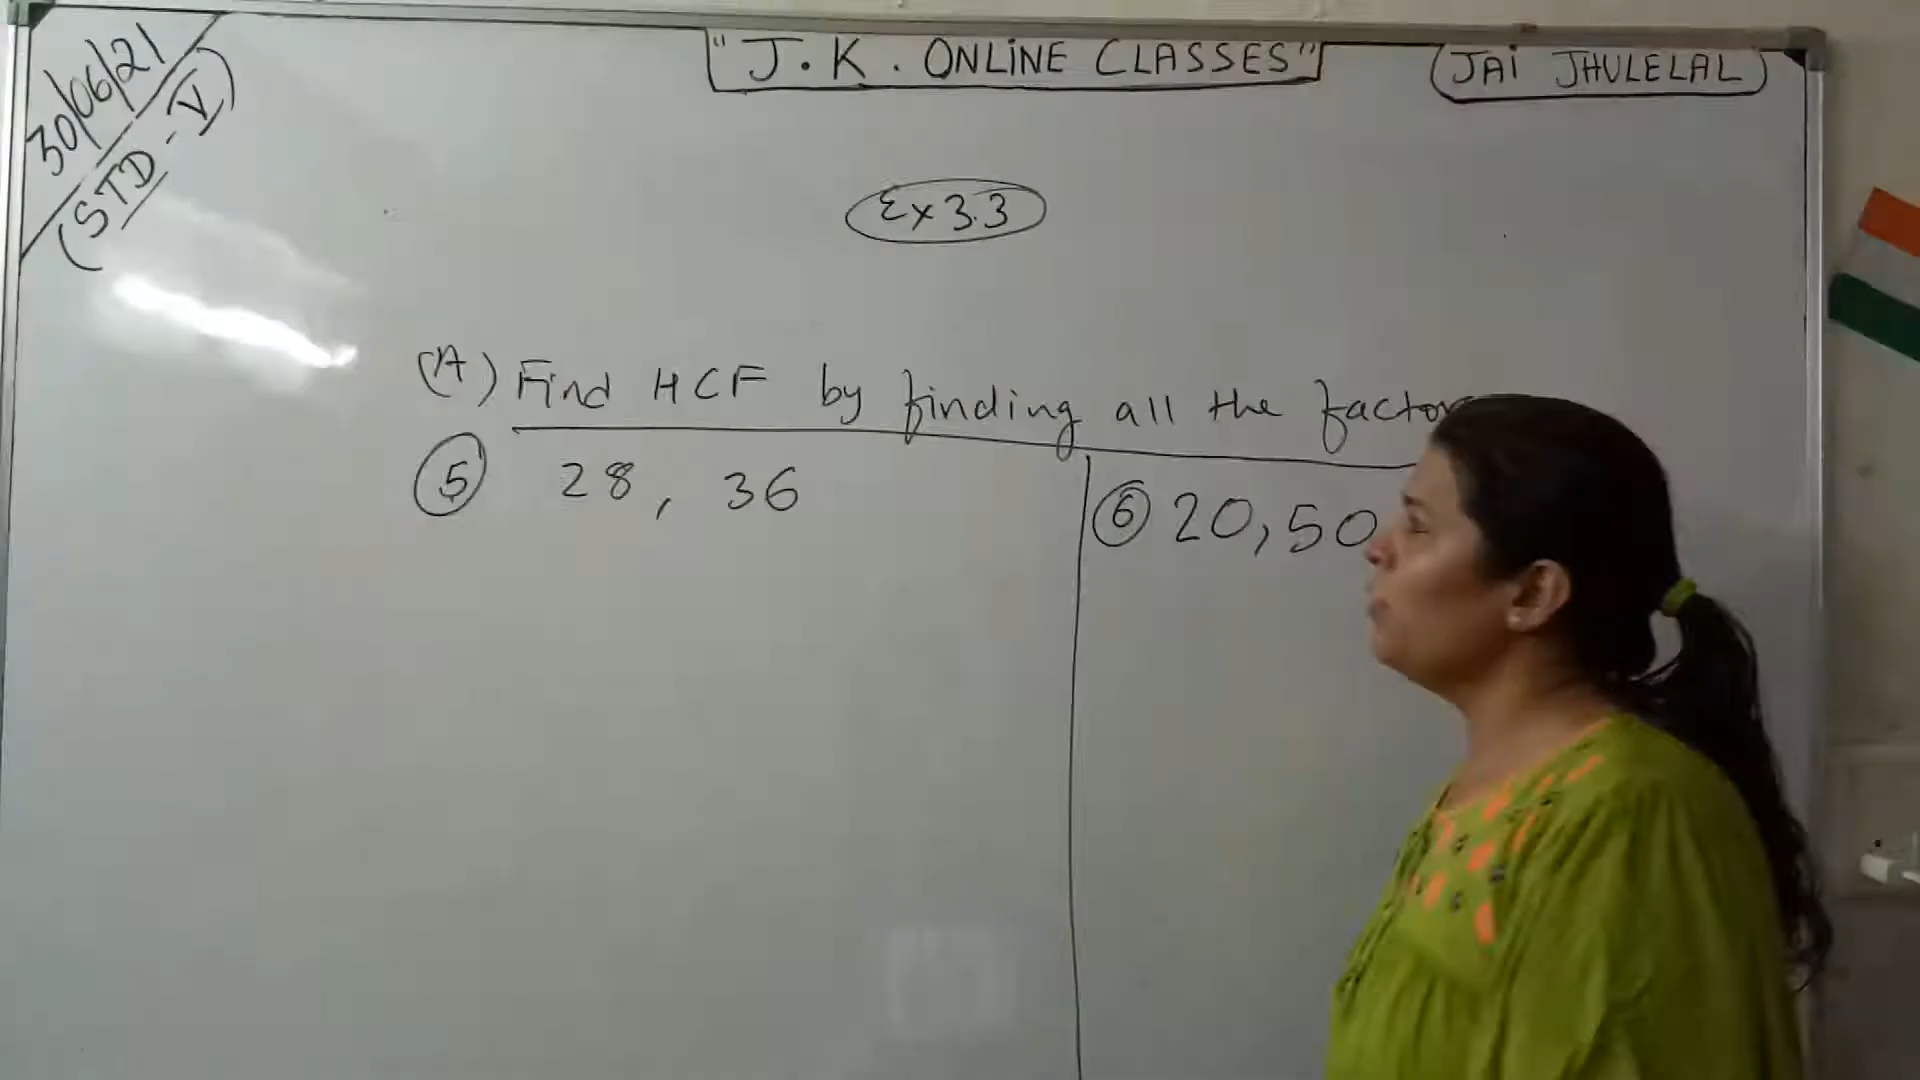 30/06/21
(STD - V)
"J.K. ONLINE CLASSES"
JAI JHULELAL
Ex 3.3
(A) Find HCF by finding all the factor
5 28, 36
6 20, 50